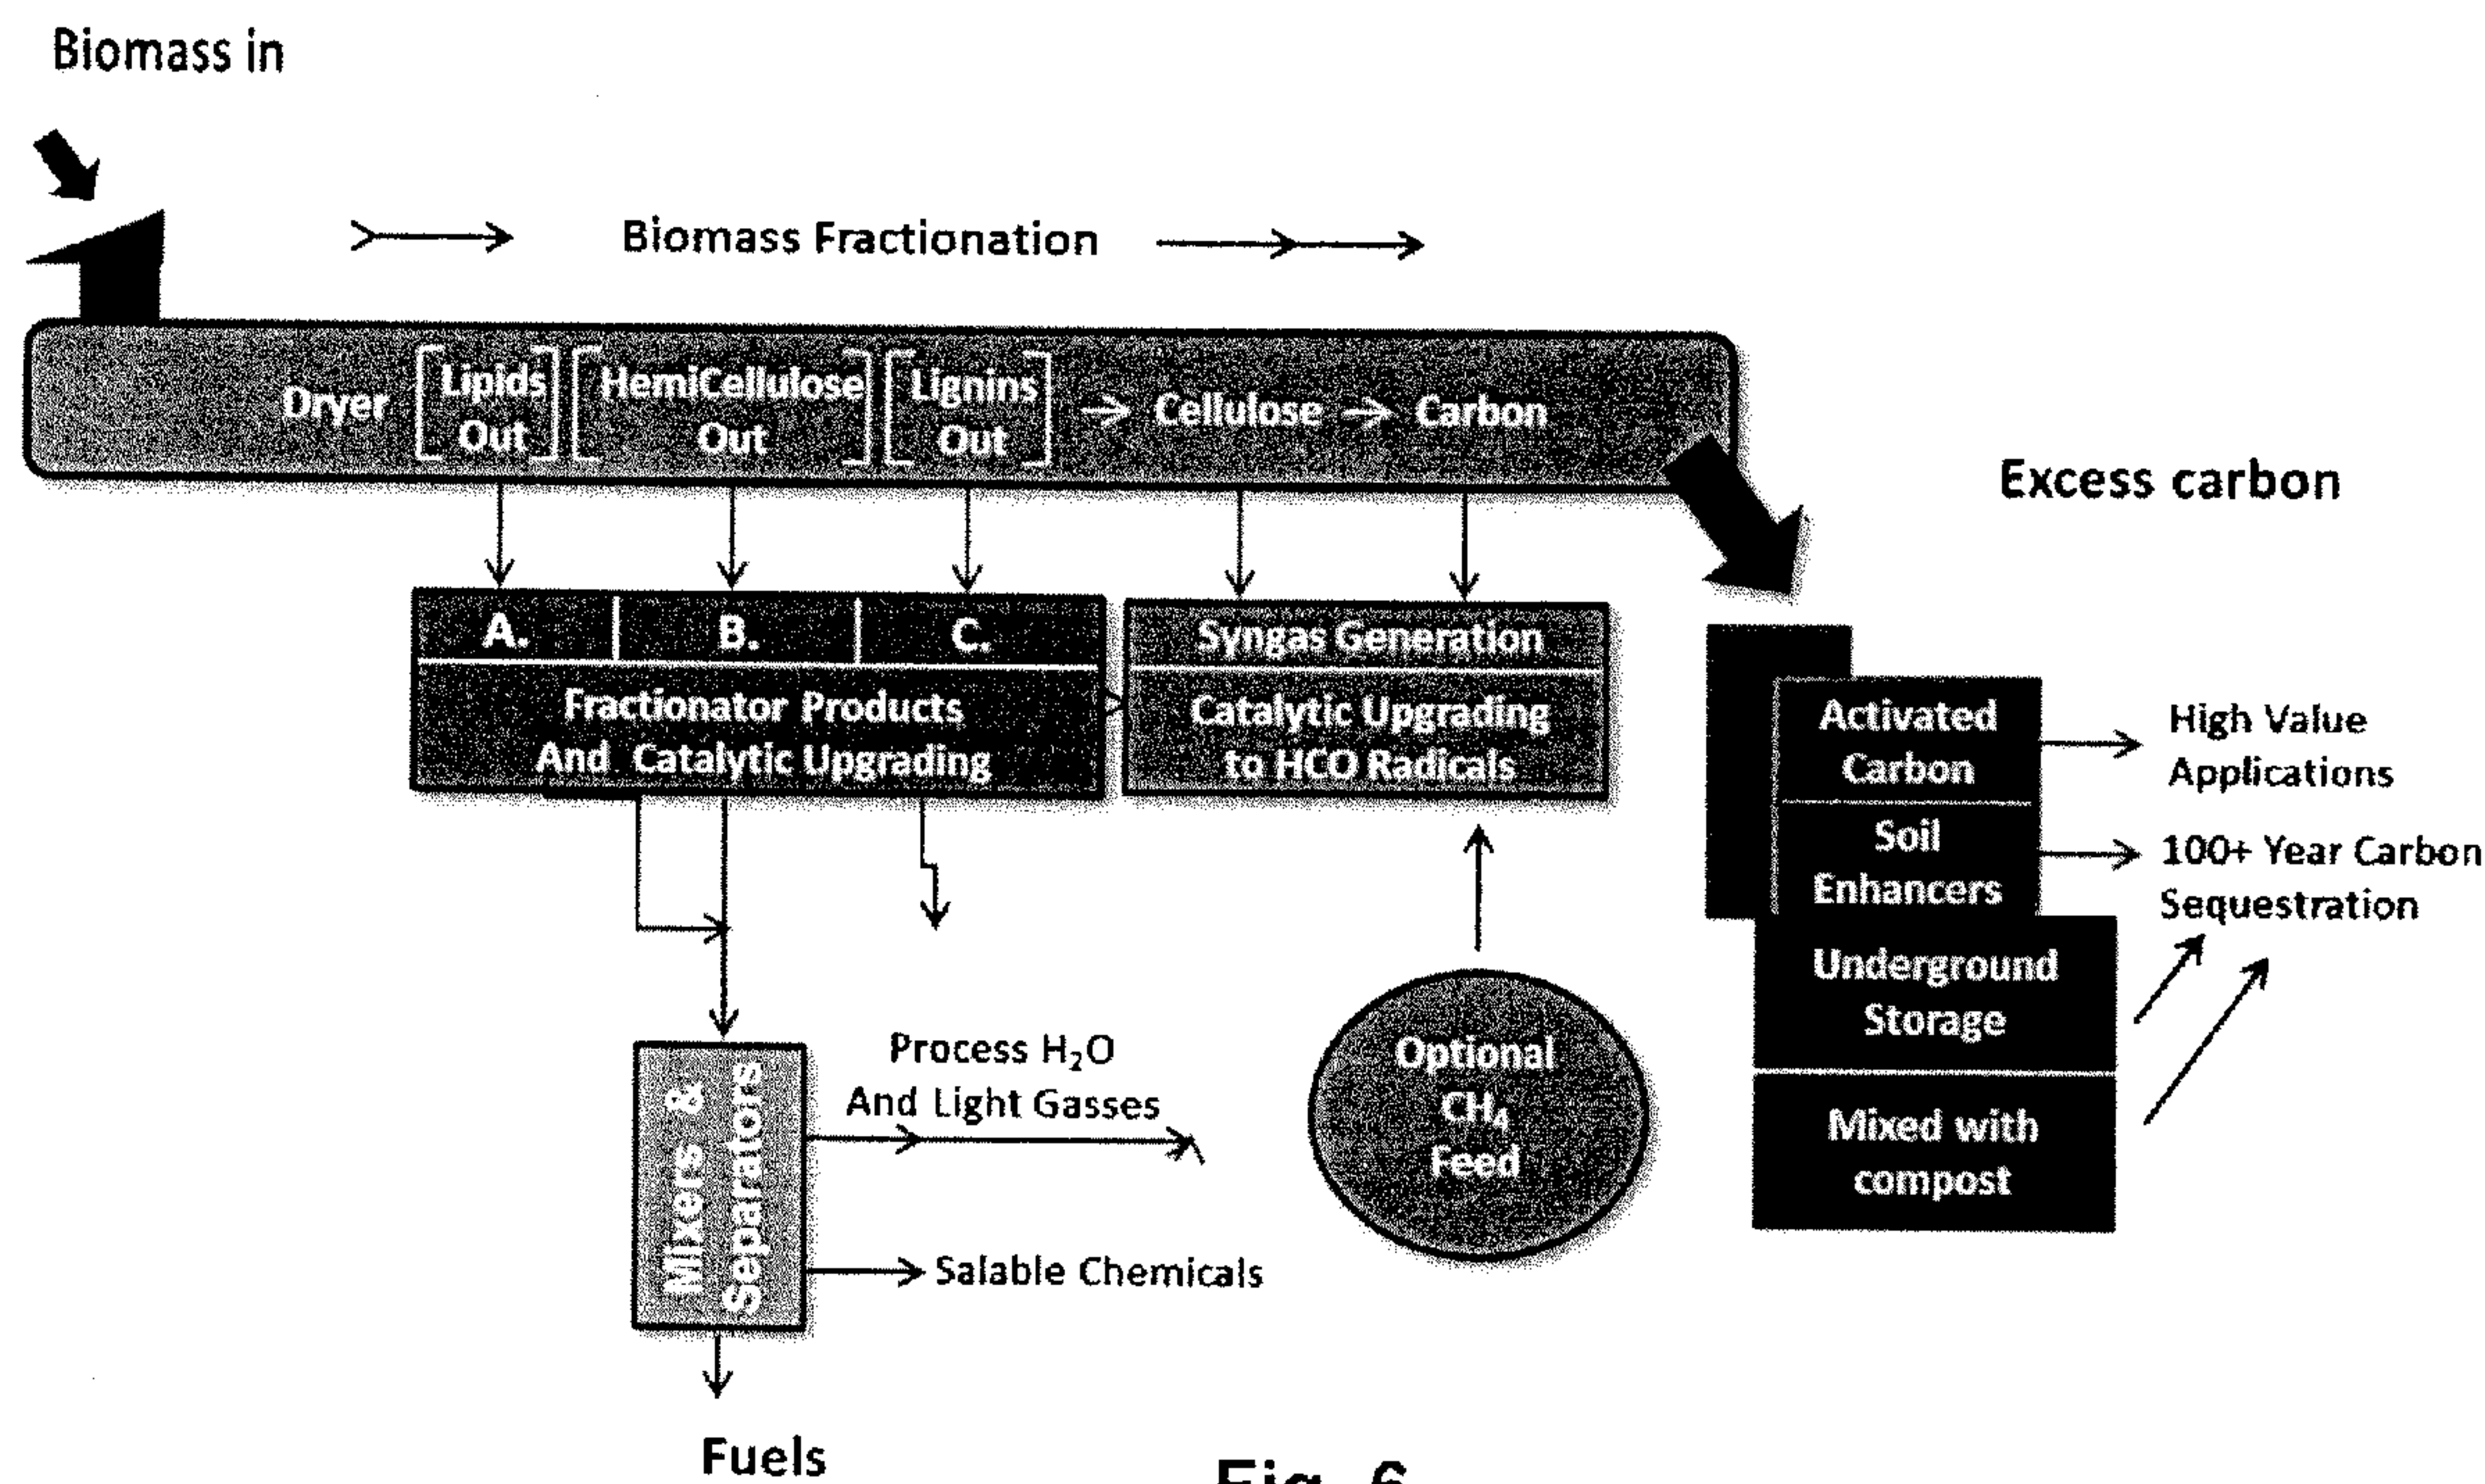 Biomass in
Biomass Fractionation
Dryer
Lipids
Out
HemiCellulose
Out
Lignins
Out
Cellulose
Carbon
Excess carbon
A.
B.
C.
Fractionator Products
And Catalytic Upgrading
Syngas Generation
Catalytic Upgrading
to HCO Radicals
Activated
Carbon
High Value
Applications
Soil
Enhancers
100+ Year Carbon
Sequestration
Underground
Storage
Mixed with
compost
Optional
CH₄
Feed
Mixers &
Separators
Process H₂O
And Light Gasses
Salable Chemicals
Fuels
Fig. 6